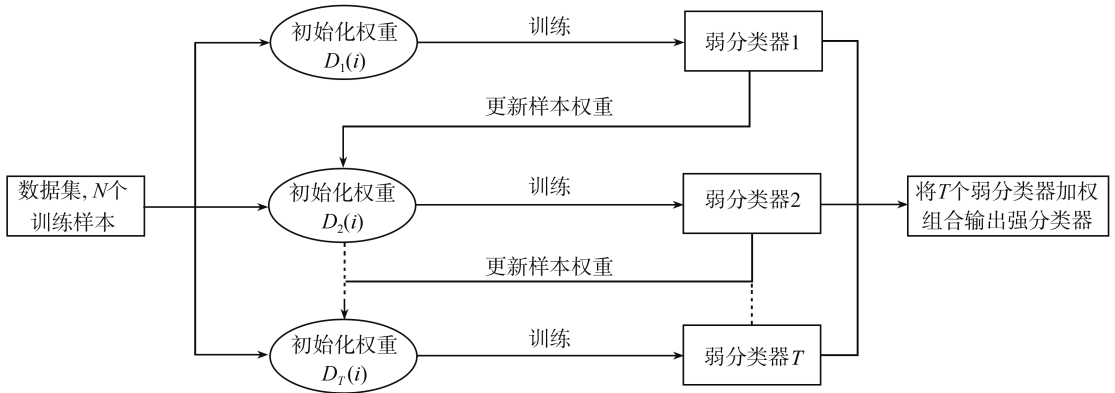 初始化权重
D₁(i)
训练
弱分类器1
更新样本权重
数据集, N个
训练样本
初始化权重
D₂(i)
训练
弱分类器2
将T个弱分类器加权
组合输出强分类器
更新样本权重
初始化权重
D_T(i)
训练
弱分类器T